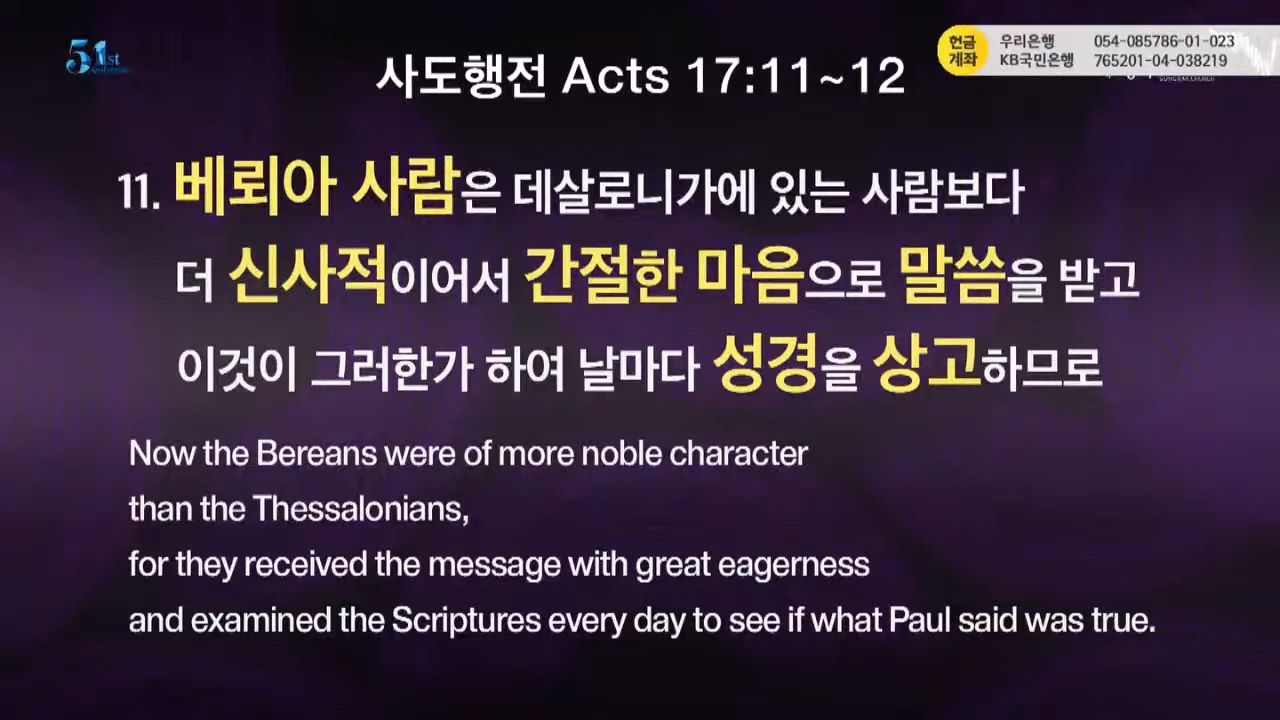 51st
사도행전 Acts 17:11~12
헌금 계좌
우리은행 054-085786-01-023
KB국민은행 765201-04-038219
11. 베뢰아 사람은 데살로니가에 있는 사람보다
더 신사적이어서 간절한 마음으로 말씀을 받고
이것이 그러한가 하여 날마다 성경을 상고하므로
Now the Bereans were of more noble character
than the Thessalonians,
for they received the message with great eagerness
and examined the Scriptures every day to see if what Paul said was true.